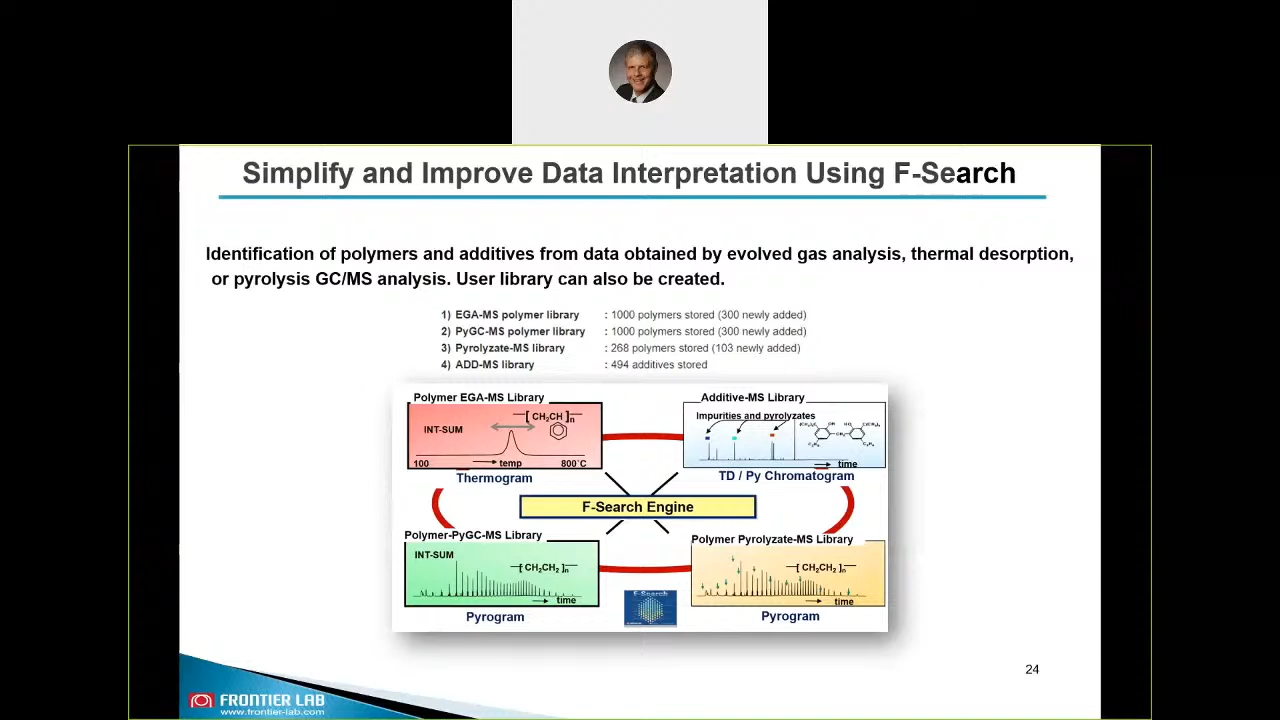 Simplify and Improve Data Interpretation Using F-Search
Identification of polymers and additives from data obtained by evolved gas analysis, thermal desorption,
or pyrolysis GC/MS analysis. User library can also be created.
1) EGA-MS polymer library : 1000 polymers stored (300 newly added)
2) PyGC-MS polymer library : 1000 polymers stored (300 newly added)
3) Pyrolyzate-MS library : 268 polymers stored (103 newly added)
4) ADD-MS library : 494 additives stored
Polymer EGA-MS Library
INT-SUM
[ CH2CH ]n
100 temp 800˚C
Thermogram
Additive-MS Library
Impurities and pyrolyzates
time
TD / Py Chromatogram
F-Search Engine
Polymer-PyGC-MS Library
INT-SUM
[ CH2CH2 ]n
time
Pyrogram
F-Search
Polymer Pyrolyzate-MS Library
[ CH2CH2 ]n
time
Pyrogram
24
FRONTIER LAB
www.frontier-lab.com